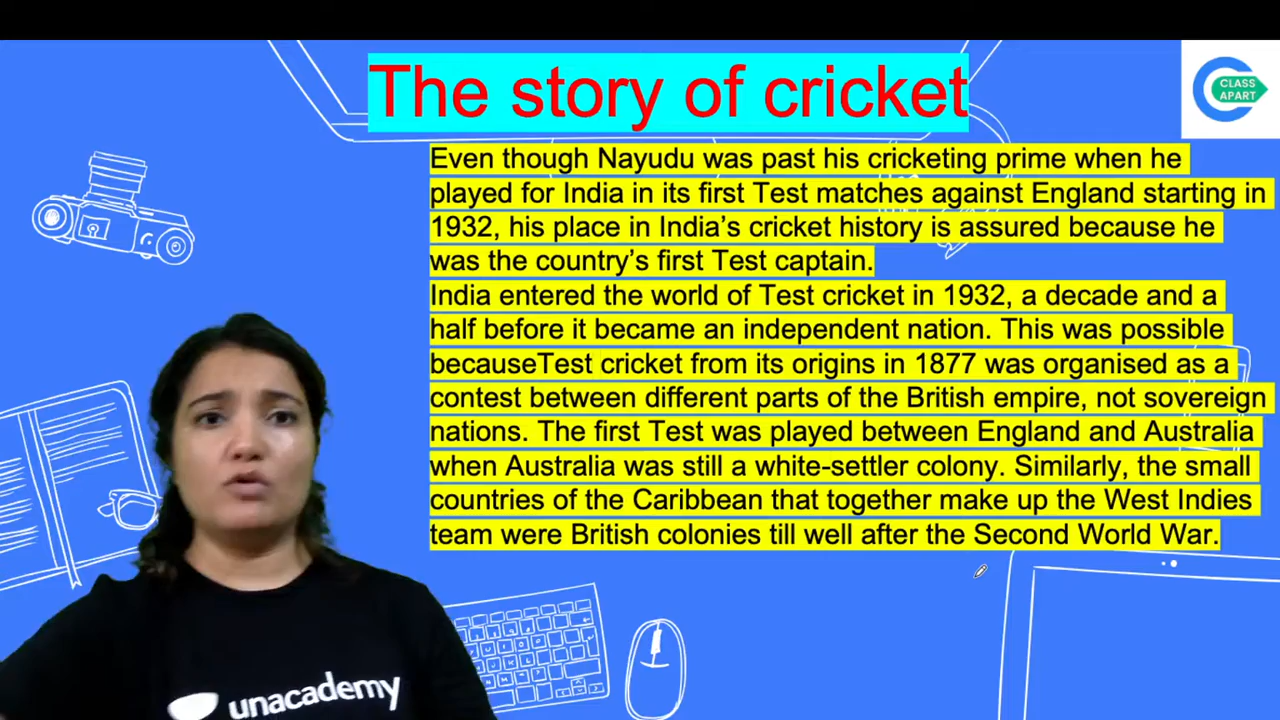 The story of cricket
CLASS
APART
Even though Nayudu was past his cricketing prime when he
played for India in its first Test matches against England starting in
1932, his place in India’s cricket history is assured because he
was the country’s first Test captain.
India entered the world of Test cricket in 1932, a decade and a
half before it became an independent nation. This was possible
becauseTest cricket from its origins in 1877 was organised as a
contest between different parts of the British empire, not sovereign
nations. The first Test was played between England and Australia
when Australia was still a white-settler colony. Similarly, the small
countries of the Caribbean that together make up the West Indies
team were British colonies till well after the Second World War.
unacademy